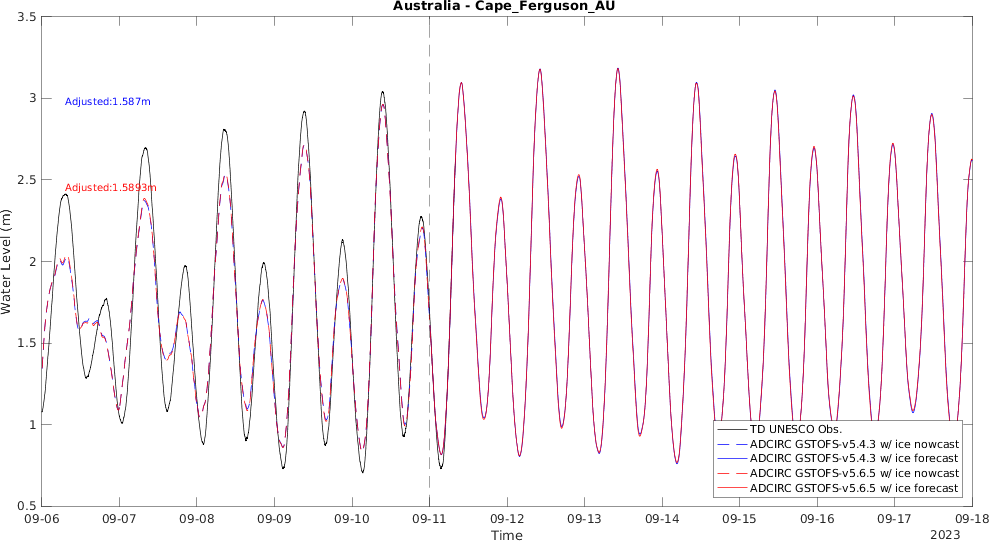 Australia - Cape_Ferguson_AU
3.5
3
2.5
2
1.5
1
0.5
Water Level (m)
Adjusted:1.587m
Adjusted:1.5893m
TD UNESCO Obs.
ADCIRC GSTOFS-v5.4.3 w/ ice nowcast
ADCIRC GSTOFS-v5.4.3 w/ ice forecast
ADCIRC GSTOFS-v5.6.5 w/ ice nowcast
ADCIRC GSTOFS-v5.6.5 w/ ice forecast
09-06 09-07 09-08 09-09 09-10 09-11 09-12 09-13 09-14 09-15 09-16 09-17 09-18
Time
2023